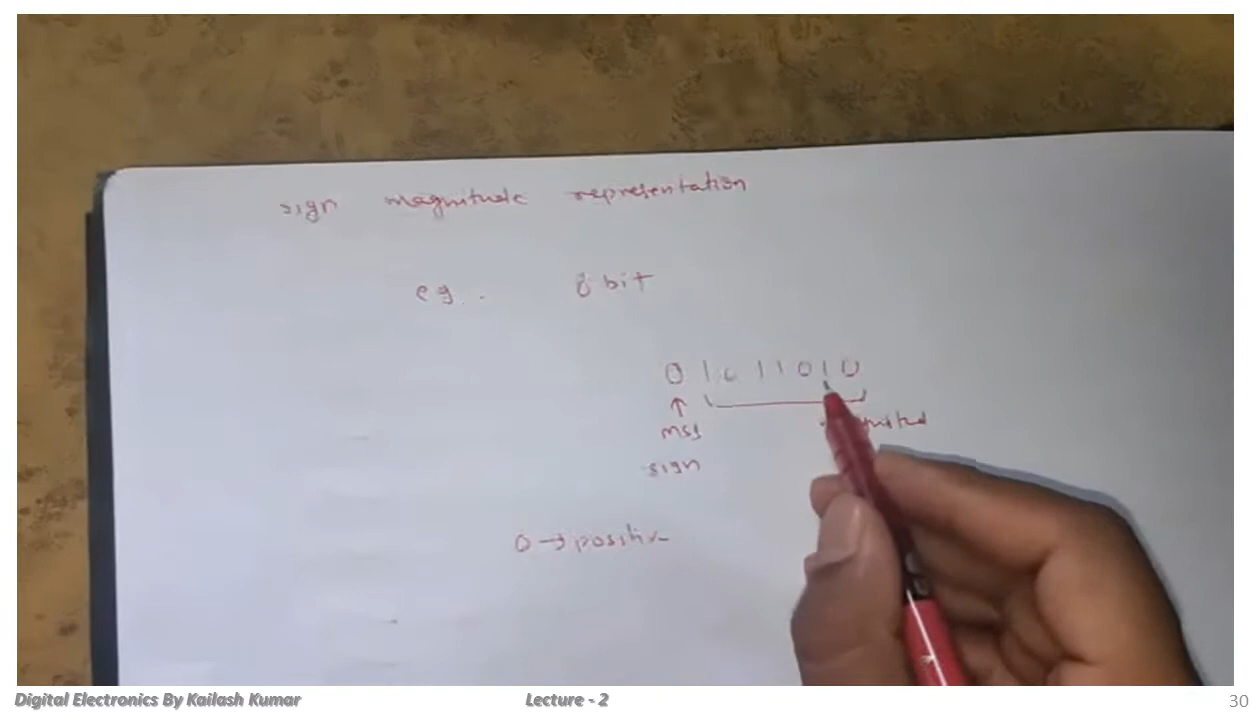 sign magnitude representation
eg. 8 bit
0 1 0 1 1 0 1 0
↑
MSB
sign
0 → positive
Digital Electronics By Kailash Kumar
Lecture - 2
30